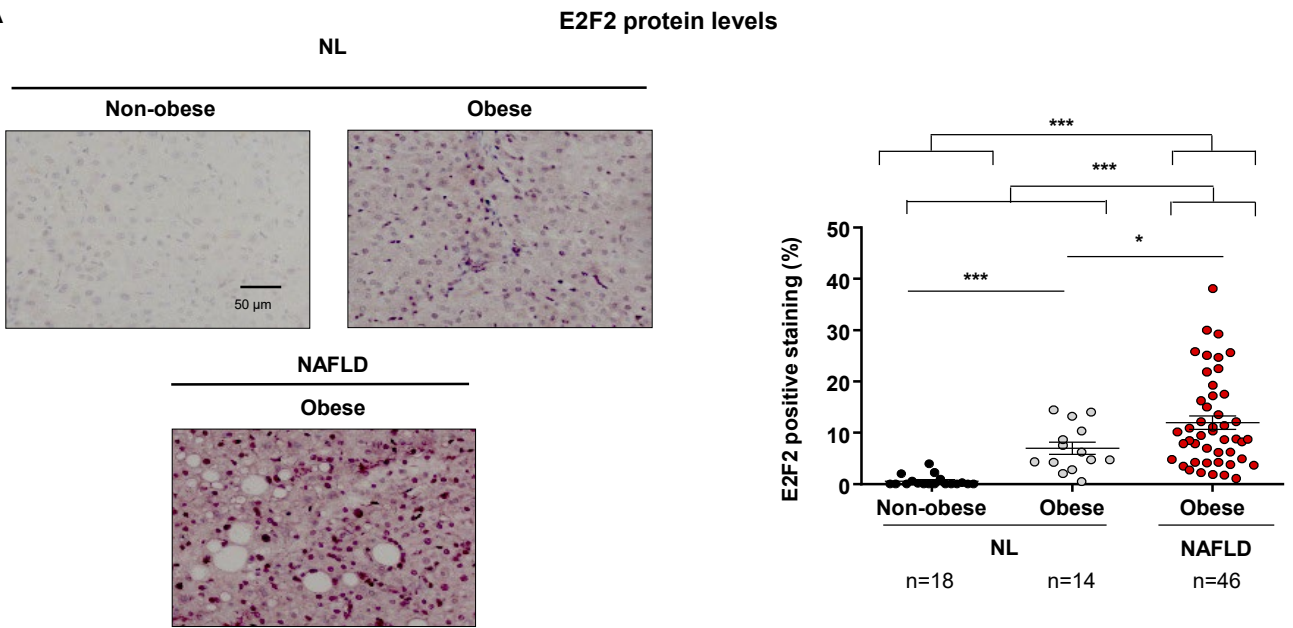 A
E2F2 protein levels
NL
Non-obese
Obese
50 µm
NAFLD
Obese
***
***
*
***
E2F2 positive staining (%)
50
40
30
20
10
0
Non-obese
Obese
Obese
NL
NAFLD
n=18
n=14
n=46